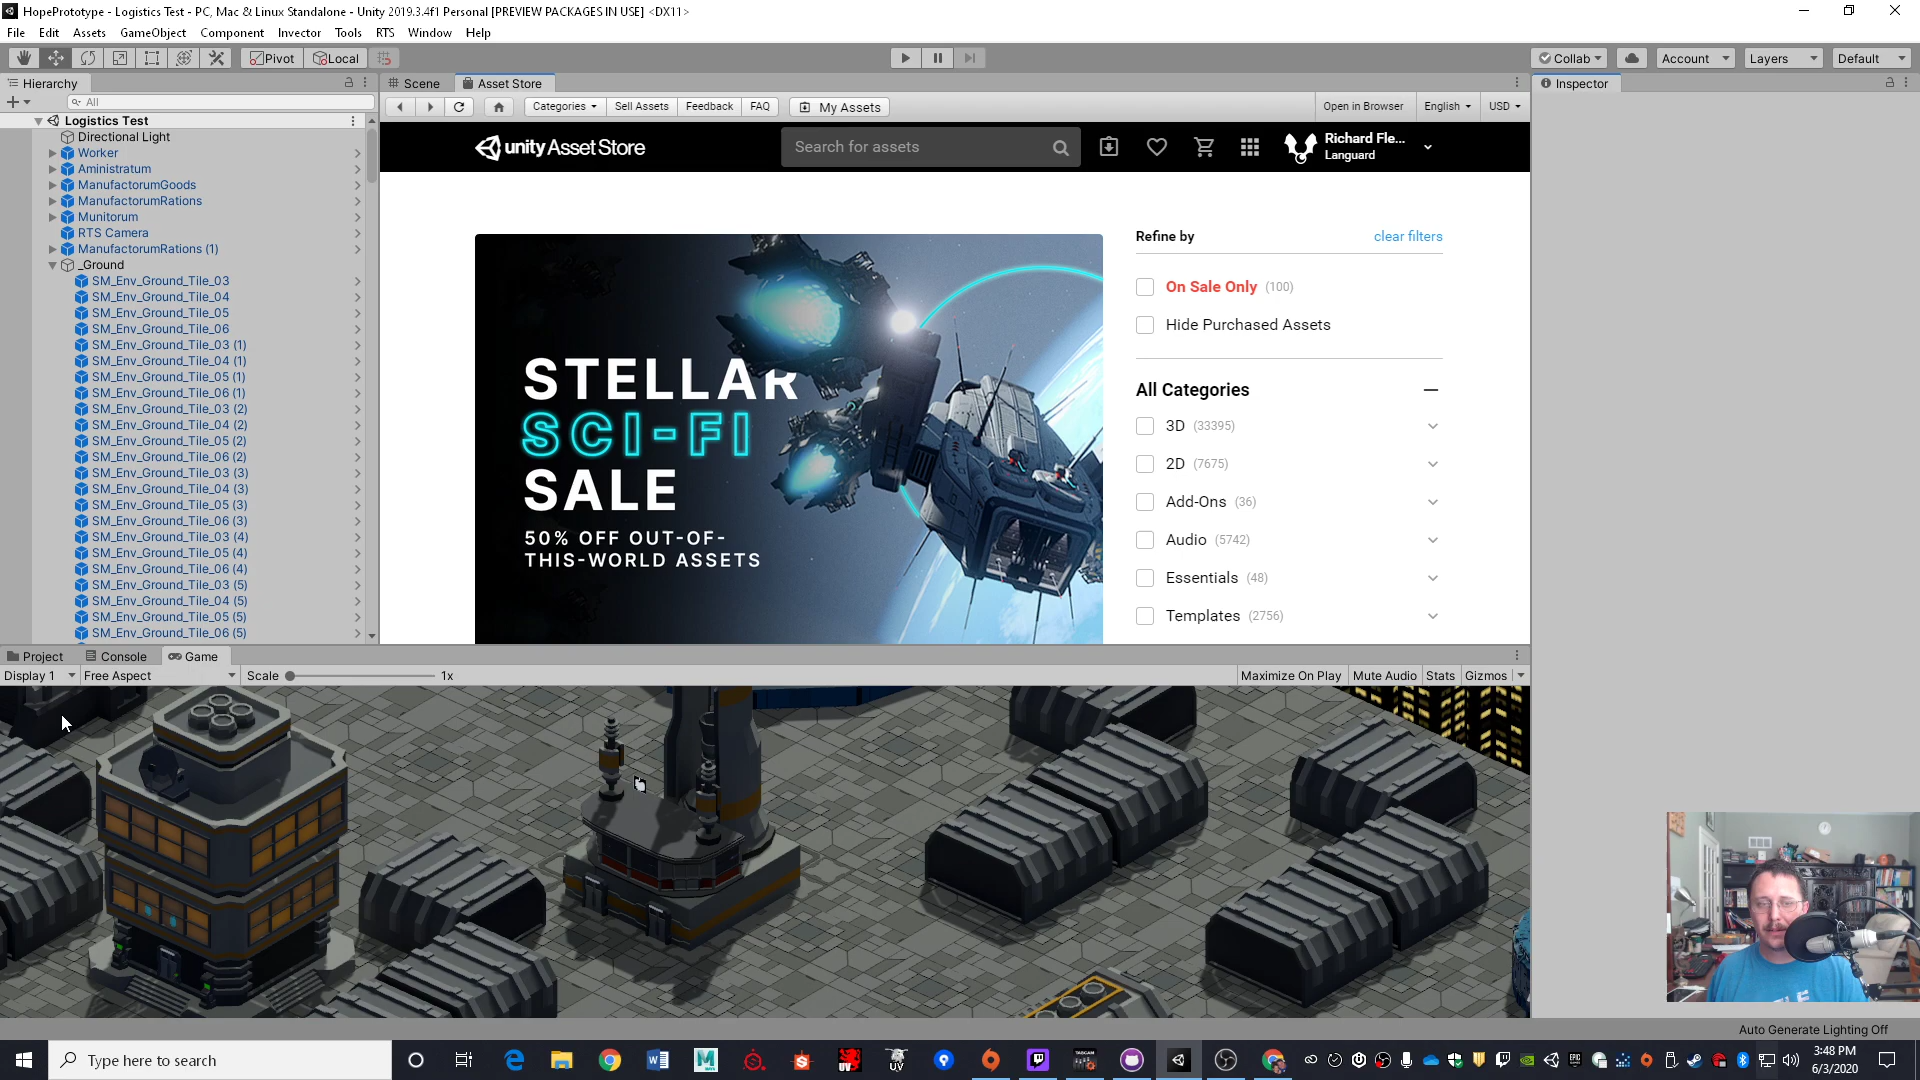 HopePrototype - Logistics Test - PC, Mac & Linux Standalone - Unity 2019.3.4f1 Personal [PREVIEW PACKAGES IN USE] <DX11>
File Edit Assets GameObject Component Invector Tools RTS Window Help
Pivot Local Collab Account Layers Default
Hierarchy Scene Asset Store Inspector
All
Categories Sell Assets Feedback FAQ My Assets Open in Browser English USD
Logistics Test
Directional Light
Worker
Aministratum
ManufactorumGoods
ManufactorumRations
Munitorum
RTS Camera
ManufactorumRations (1)
_Ground
SM_Env_Ground_Tile_03
SM_Env_Ground_Tile_04
SM_Env_Ground_Tile_05
SM_Env_Ground_Tile_06
SM_Env_Ground_Tile_03 (1)
SM_Env_Ground_Tile_04 (1)
SM_Env_Ground_Tile_05 (1)
SM_Env_Ground_Tile_06 (1)
SM_Env_Ground_Tile_03 (2)
SM_Env_Ground_Tile_04 (2)
SM_Env_Ground_Tile_05 (2)
SM_Env_Ground_Tile_06 (2)
SM_Env_Ground_Tile_03 (3)
SM_Env_Ground_Tile_04 (3)
SM_Env_Ground_Tile_05 (3)
SM_Env_Ground_Tile_06 (3)
SM_Env_Ground_Tile_03 (4)
SM_Env_Ground_Tile_05 (4)
SM_Env_Ground_Tile_06 (4)
SM_Env_Ground_Tile_03 (5)
SM_Env_Ground_Tile_04 (5)
SM_Env_Ground_Tile_05 (5)
SM_Env_Ground_Tile_06 (5)
unity Asset Store
Search for assets
Richard Fle...
Languard
STELLAR
SCI-FI
SALE
50% OFF OUT-OF-
THIS-WORLD ASSETS
Refine by clear filters
On Sale Only (100)
Hide Purchased Assets
All Categories
3D (33395)
2D (7675)
Add-Ons (36)
Audio (5742)
Essentials (48)
Templates (2756)
Project Console Game
Display 1 Free Aspect Scale 1x Maximize On Play Mute Audio Stats Gizmos
Auto Generate Lighting Off
Type here to search
3:48 PM
6/3/2020